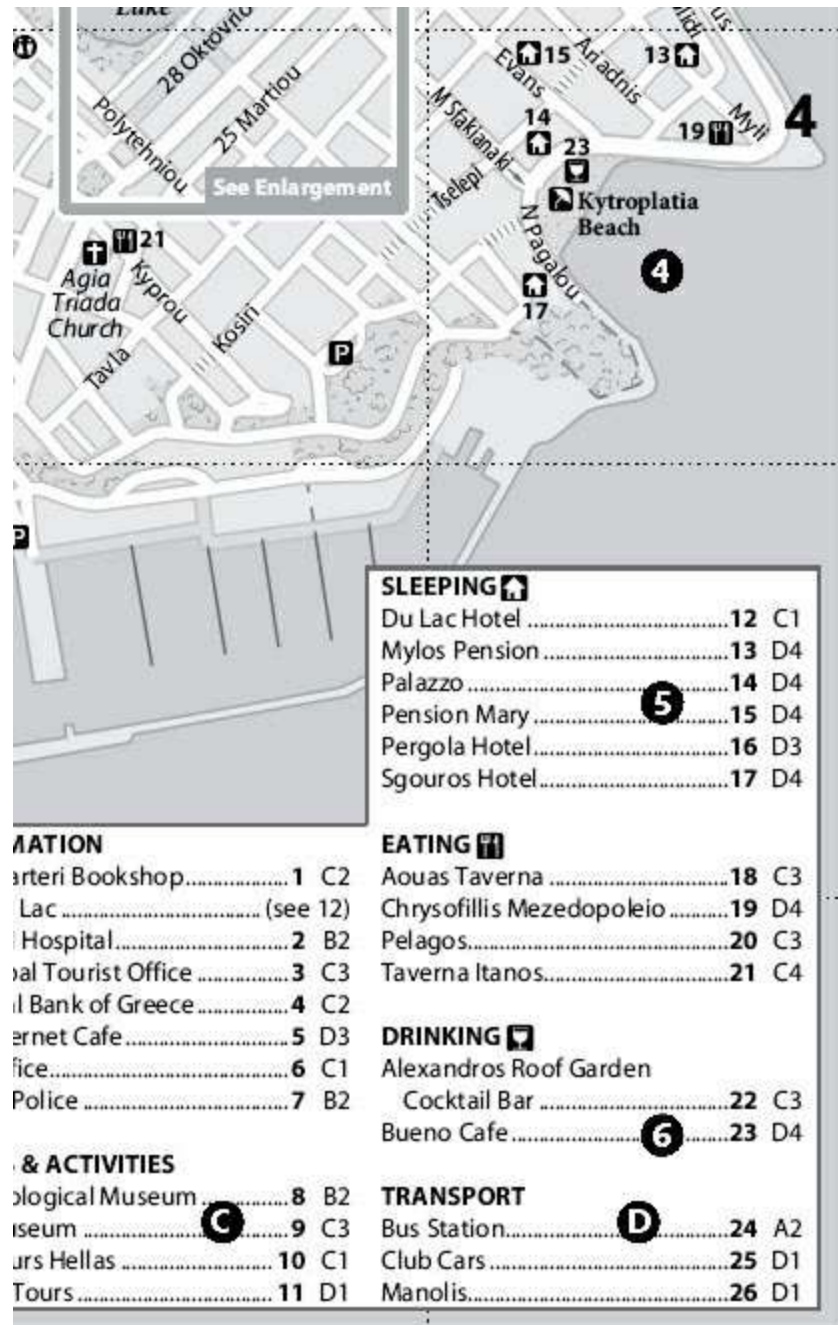 Lake
28 Oktovriou
25 Martiou
Polytehniou
See Enlargement
Evans
15
Ariadnis
13
14
M Sfakianaki
23
19
Myli
4
Tselepi
Kytroplatia
Beach
N Pagalou
4
21
Agia
Triada
Church
Kyprou
Kosiri
Tavla
17
P
P
SLEEPING
Du Lac Hotel 12 C1
Mylos Pension 13 D4
Palazzo 14 D4
5
Pension Mary 15 D4
Pergola Hotel 16 D3
Sgouros Hotel 17 D4
MATION
arteri Bookshop 1 C2
Lac (see 12)
l Hospital 2 B2
pal Tourist Office 3 C3
al Bank of Greece 4 C2
ernet Cafe 5 D3
fice 6 C1
Police 7 B2
& ACTIVITIES
ological Museum 8 B2
C
useum 9 C3
urs Hellas 10 C1
Tours 11 D1
EATING
Aouas Taverna 18 C3
Chrysofillis Mezedopoleio 19 D4
Pelagos 20 C3
Taverna Itanos 21 C4
DRINKING
Alexandros Roof Garden
Cocktail Bar 22 C3
Bueno Cafe 23 D4
6
TRANSPORT
Bus Station 24 A2
D
Club Cars 25 D1
Manolis 26 D1